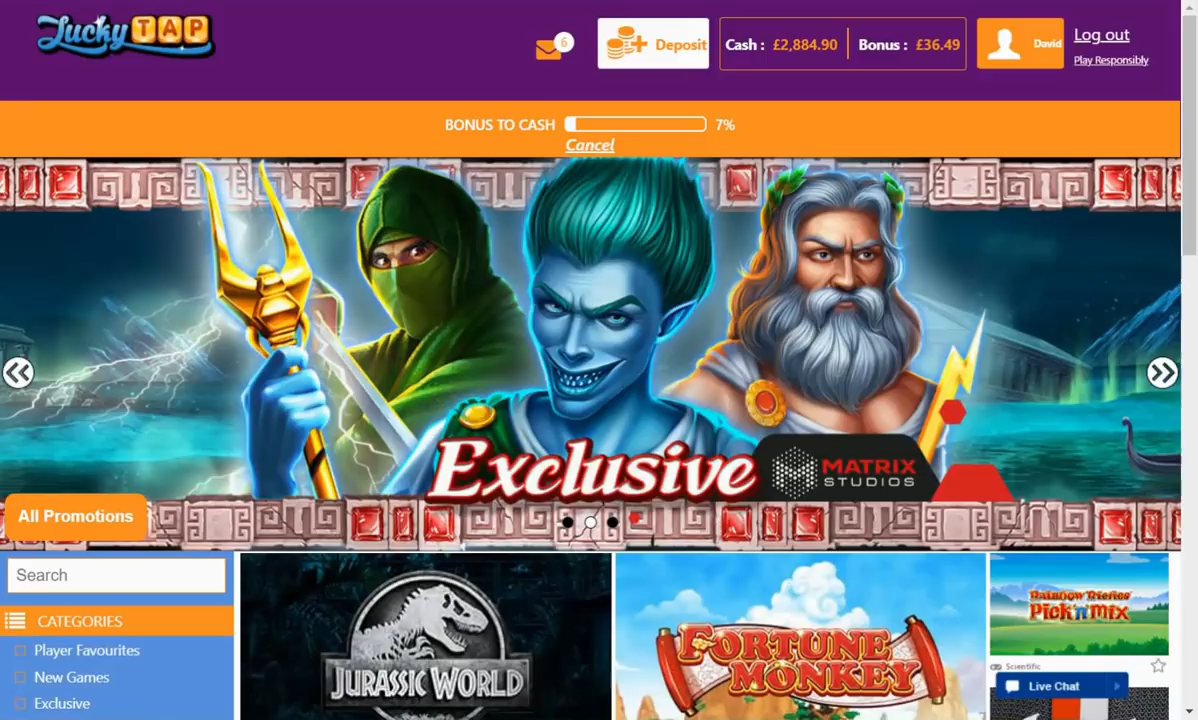 Lucky TAP
6
Deposit
Cash : £2,884.90
Bonus : £36.49
David
Log out
Play Responsibly
BONUS TO CASH 7%
Cancel
Exclusive
MATRIX
STUDIOS
All Promotions
Search
CATEGORIES
Player Favourites
New Games
Exclusive
JURASSIC WORLD
FORTUNE
MONKEY
Rainbow Riches
Pick'n'Mix
Scientific
Live Chat